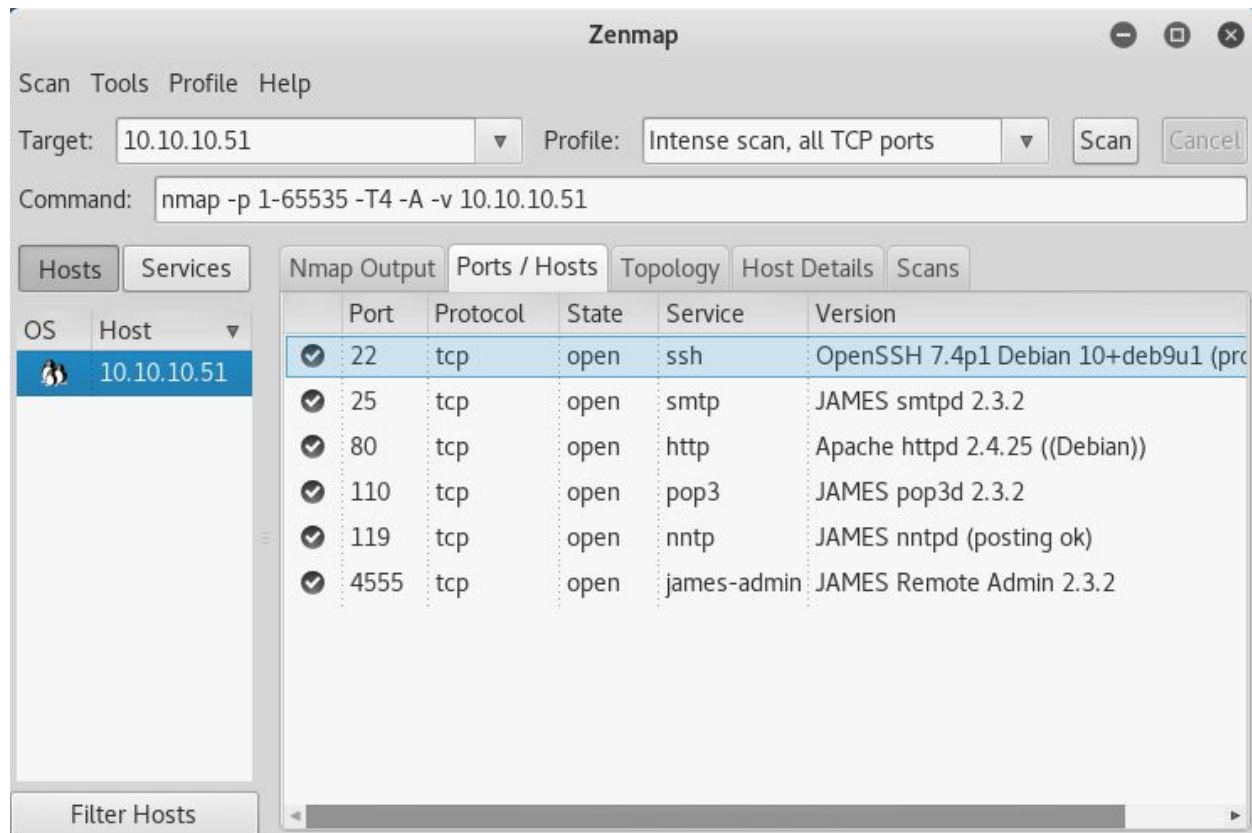 Zenmap
Scan Tools Profile Help
Target: 10.10.10.51 Profile: Intense scan, all TCP ports Scan Cancel
Command: nmap -p 1-65535 -T4 -A -v 10.10.10.51
Hosts Services Nmap Output Ports / Hosts Topology Host Details Scans
OS Host Port Protocol State Service Version
10.10.10.51 22 tcp open ssh OpenSSH 7.4p1 Debian 10+deb9u1 (pro
25 tcp open smtp JAMES smtpd 2.3.2
80 tcp open http Apache httpd 2.4.25 ((Debian))
110 tcp open pop3 JAMES pop3d 2.3.2
119 tcp open nntp JAMES nntpd (posting ok)
4555 tcp open james-admin JAMES Remote Admin 2.3.2
Filter Hosts